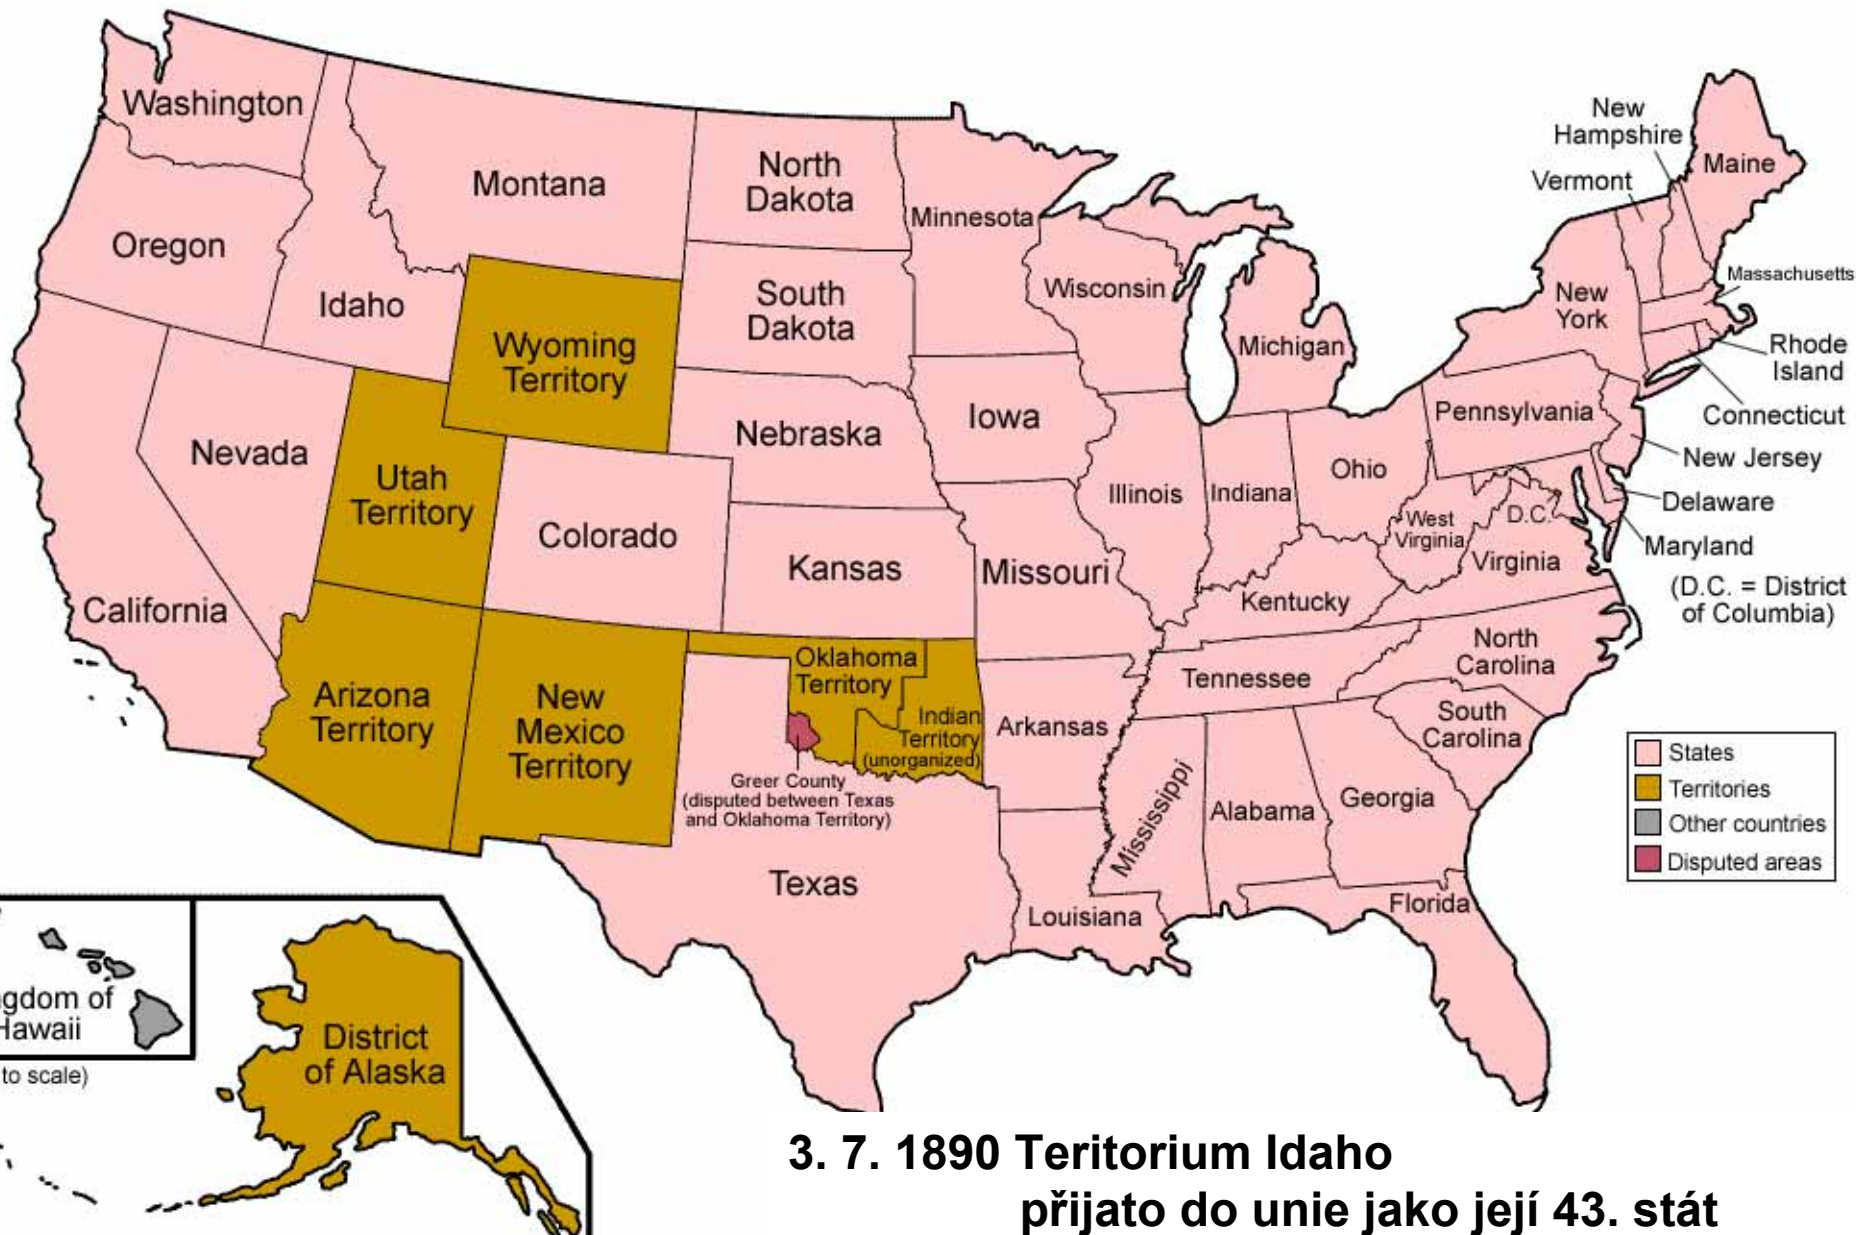 Washington
Montana
North
Dakota
Minnesota
New
Hampshire
Vermont
Maine
Oregon
Idaho
Wyoming
Territory
South
Dakota
Wisconsin
Michigan
New
York
Massachusetts
Rhode
Island
Connecticut
New Jersey
Delaware
Maryland
(D.C. = District
of Columbia)
Nevada
Utah
Territory
Nebraska
Iowa
Pennsylvania
Ohio
Illinois
Indiana
West
Virginia
D.C.
Virginia
California
Colorado
Kansas
Missouri
Kentucky
North
Carolina
Tennessee
Arizona
Territory
New
Mexico
Territory
Oklahoma
Territory
Indian
Territory
(unorganized)
Arkansas
South
Carolina
Greer County
(disputed between Texas
and Oklahoma Territory)
Mississippi
Alabama
Georgia
Texas
Louisiana
Florida
States
Territories
Other countries
Disputed areas
gdom of
Hawaii
to scale)
District
of Alaska
3. 7. 1890 Teritorium Idaho
přijato do unie jako její 43. stát